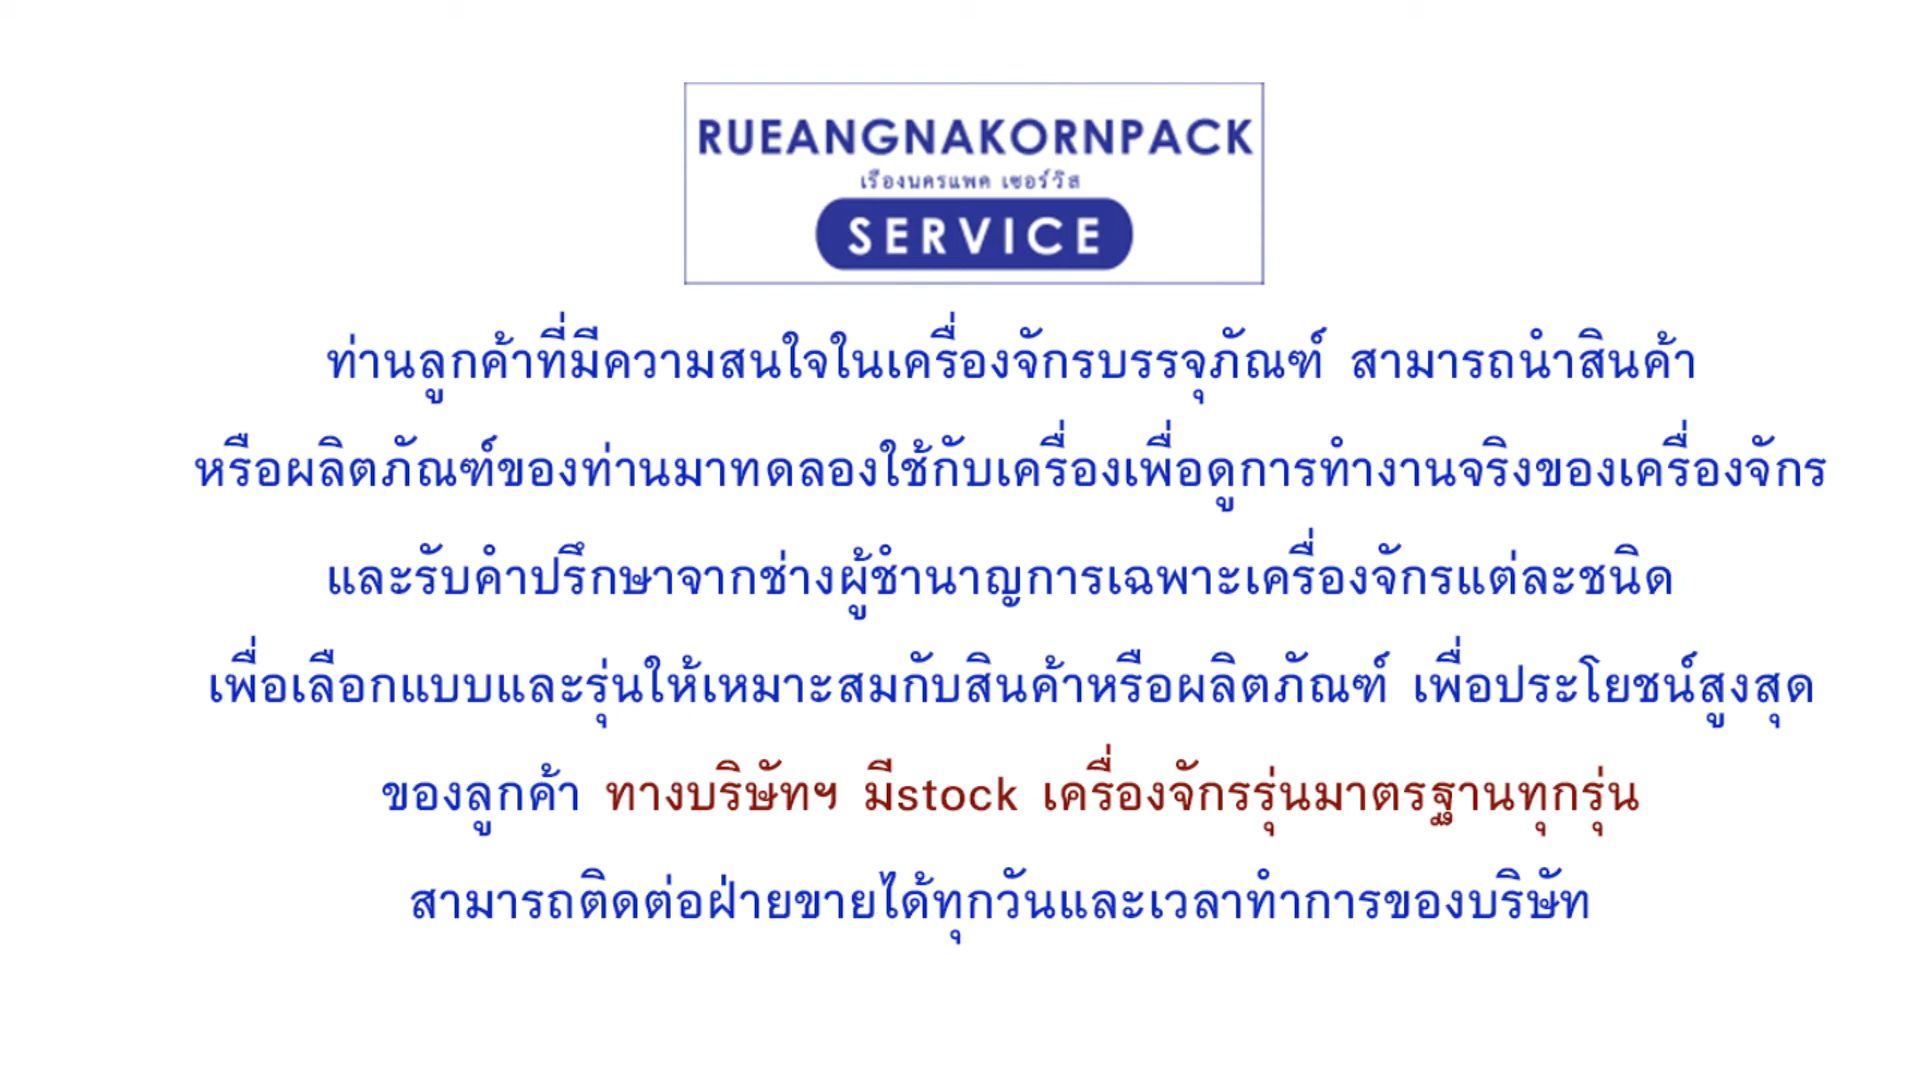 RUEANGNAKORNPACK
เรืองนครแพค เซอร์วิส
SERVICE
ท่านลูกค้าที่มีความสนใจในเครื่องจักรบรรจุภัณฑ์ สามารถนำสินค้า
หรือผลิตภัณฑ์ของท่านมาทดลองใช้กับเครื่องเพื่อดูการทำงานจริงของเครื่องจักร
และรับคำปรึกษาจากช่างผู้ชำนาญการเฉพาะเครื่องจักรแต่ละชนิด
เพื่อเลือกแบบและรุ่นให้เหมาะสมกับสินค้าหรือผลิตภัณฑ์ เพื่อประโยชน์สูงสุด
ของลูกค้า ทางบริษัทฯ มีstock เครื่องจักรรุ่นมาตรฐานทุกรุ่น
สามารถติดต่อฝ่ายขายได้ทุกวันและเวลาทำการของบริษัท